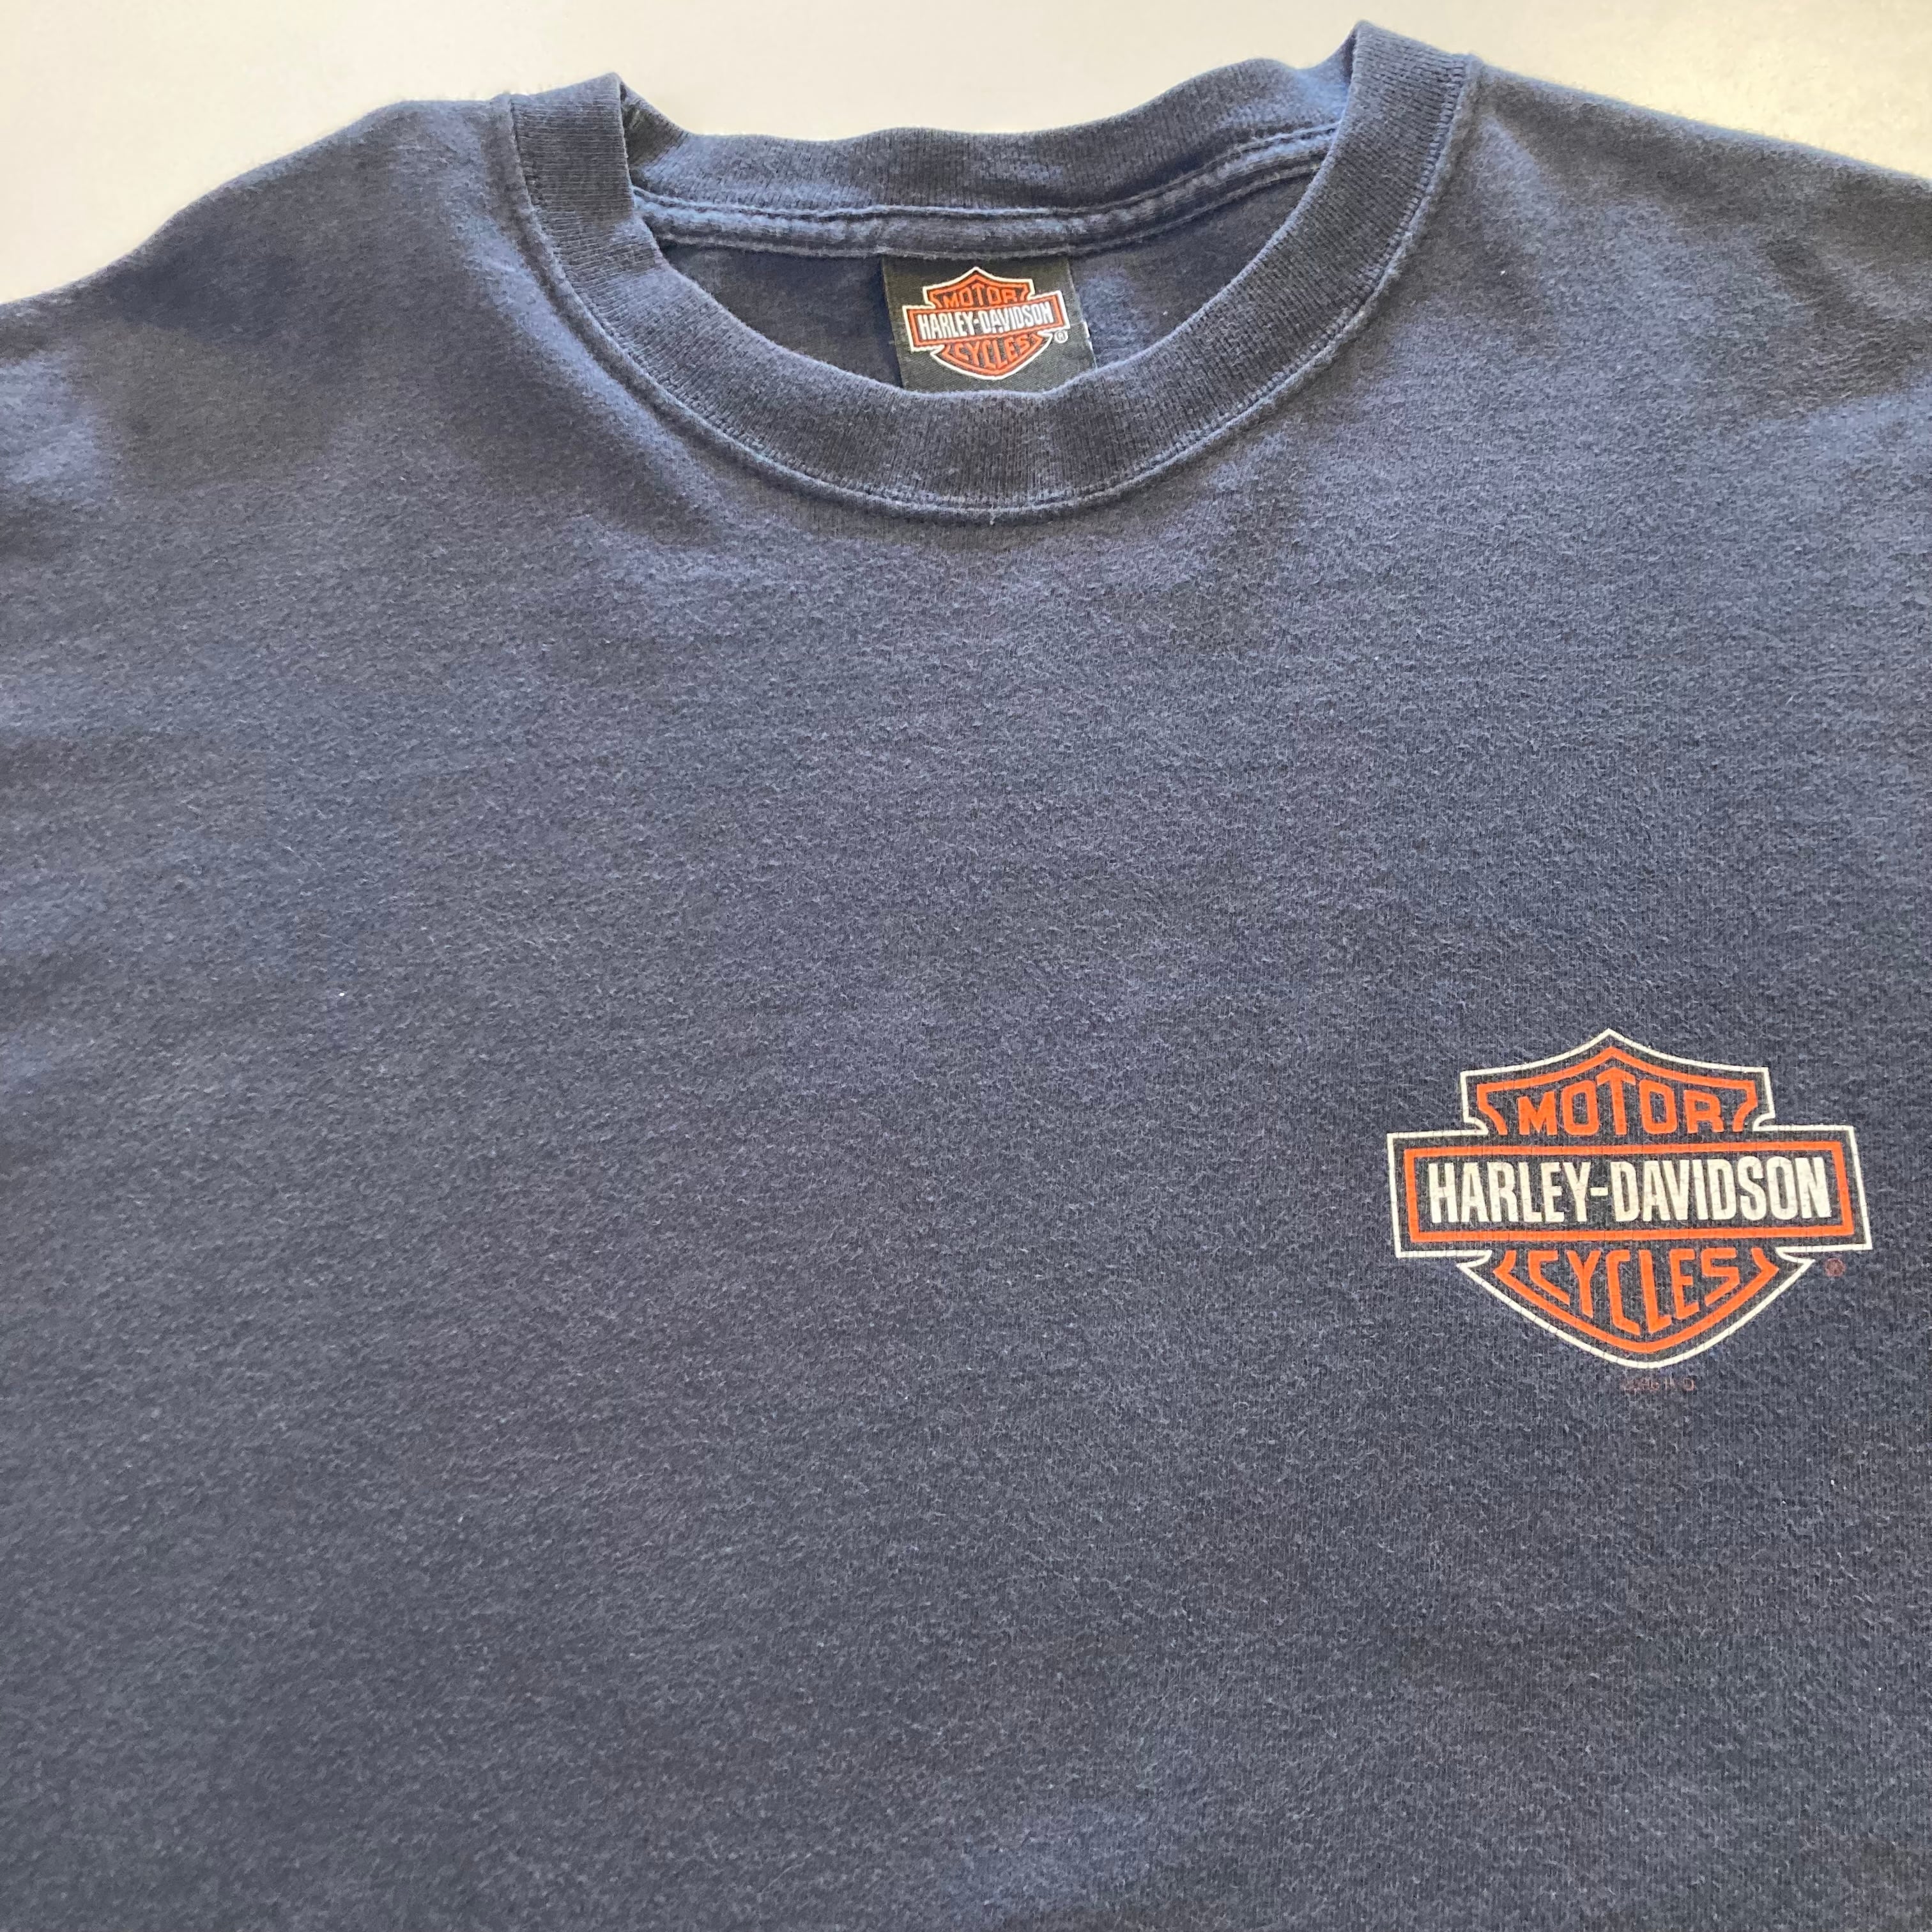 MOTOR
HARLEY-DAVIDSON
CYCLES
®
MOTOR
HARLEY-DAVIDSON
CYCLES
®